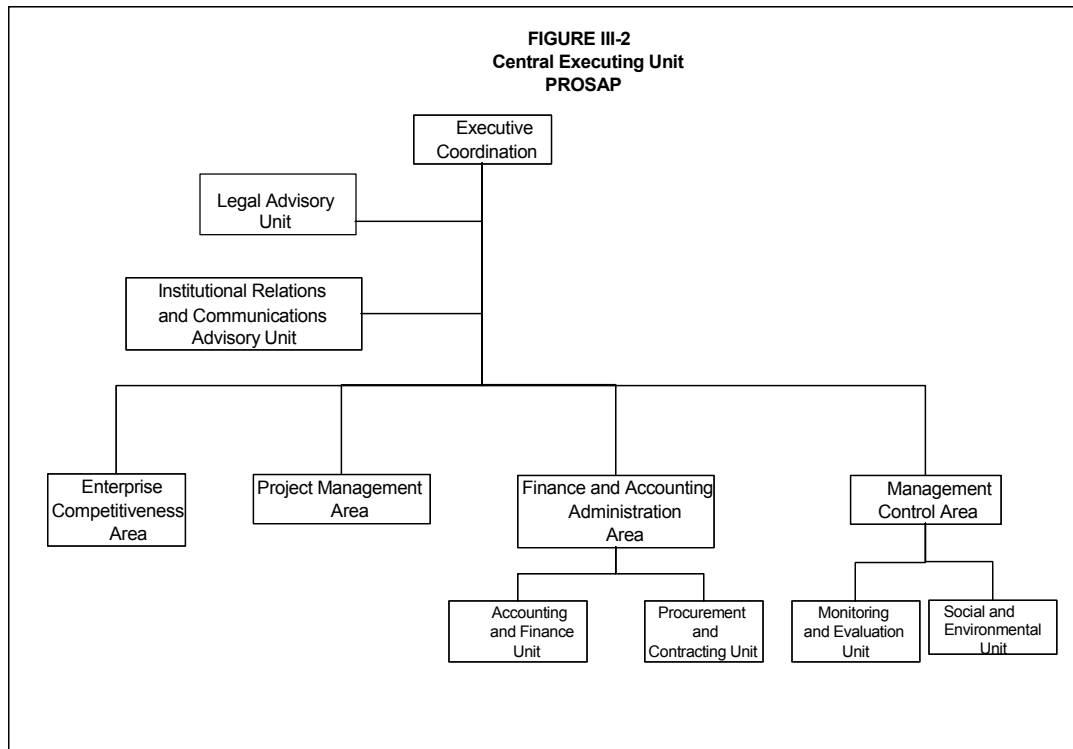 FIGURE III-2
Central Executing Unit
PROSAP
Executive
Coordination
Legal Advisory
Unit
Institutional Relations
and Communications
Advisory Unit
Enterprise
Competitiveness
Area
Project Management
Area
Finance and Accounting
Administration
Area
Management
Control Area
Accounting
and Finance
Unit
Procurement
and
Contracting Unit
Monitoring
and Evaluation
Unit
Social and
Environmental
Unit